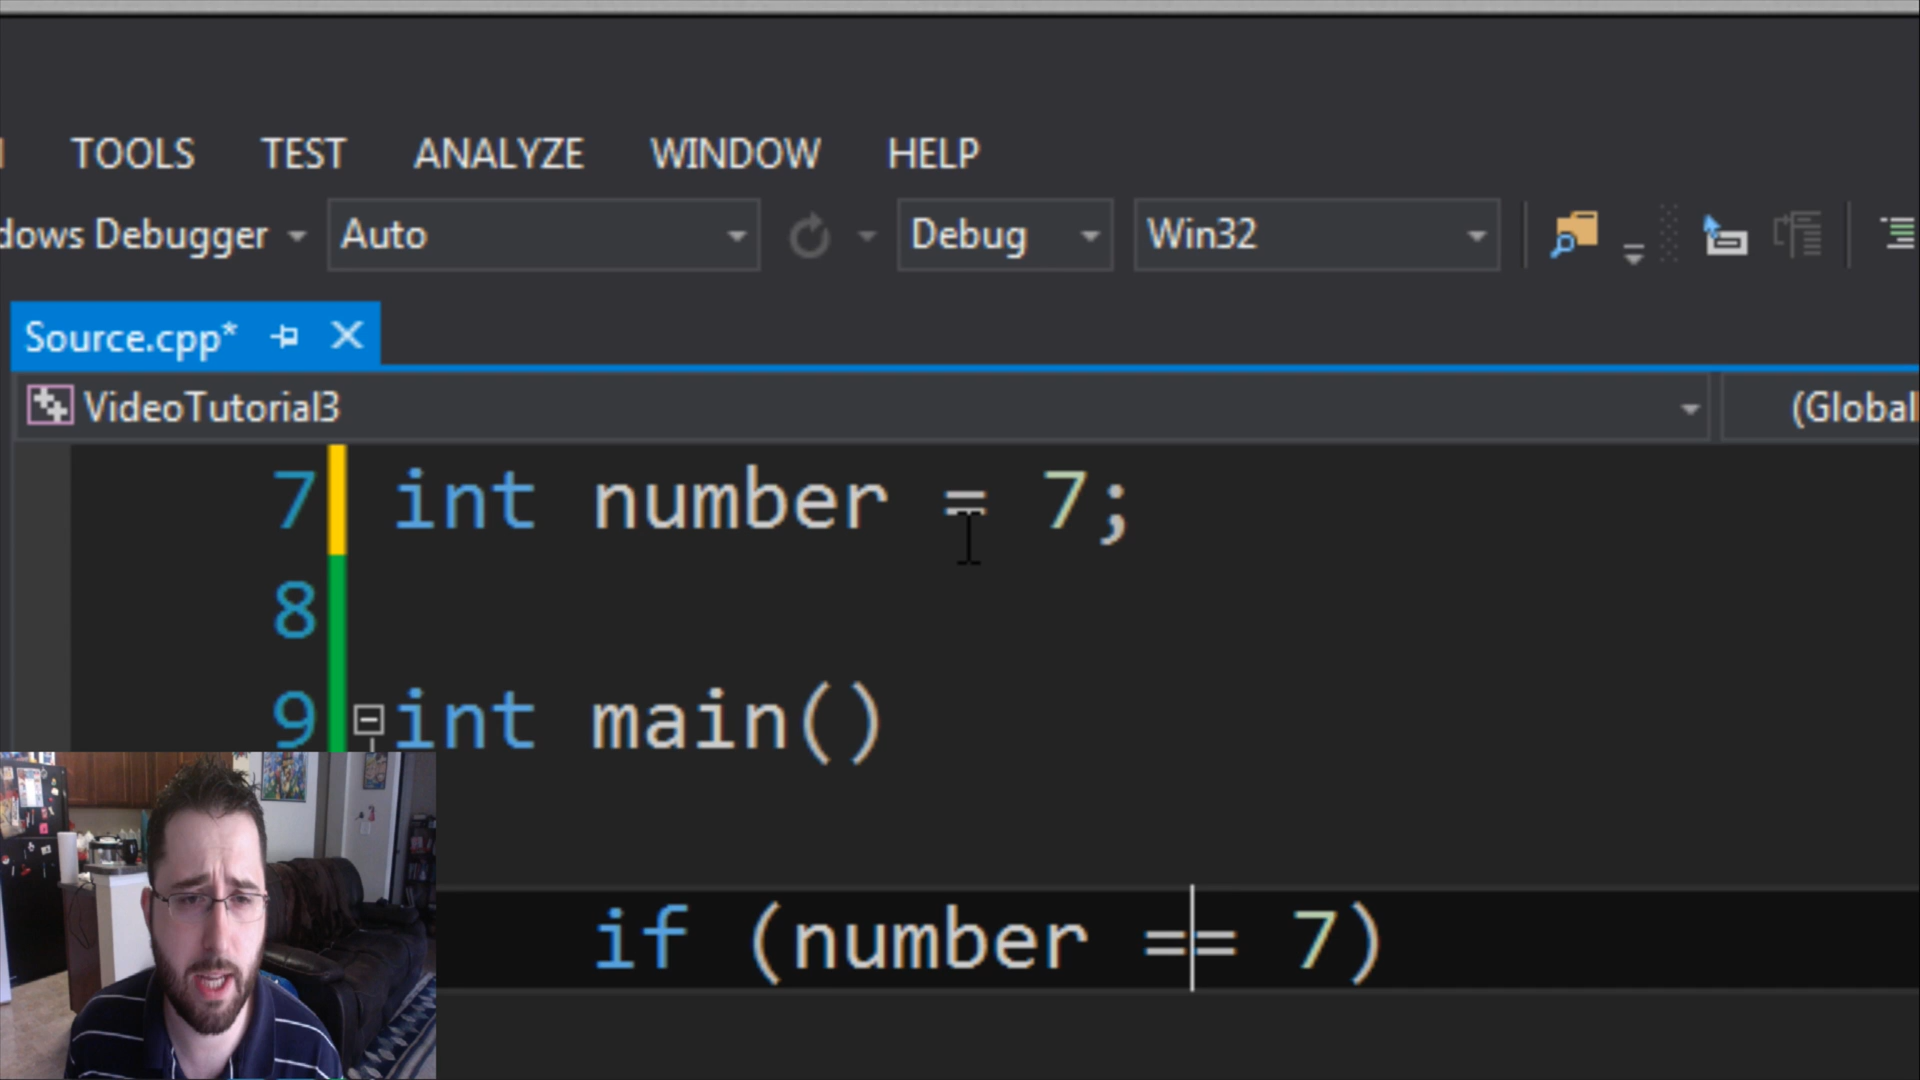 TOOLS TEST ANALYZE WINDOW HELP
dows Debugger Auto Debug Win32
Source.cpp*
VideoTutorial3 (Global
7 int number = 7;
8
9 int main()
if (number == 7)